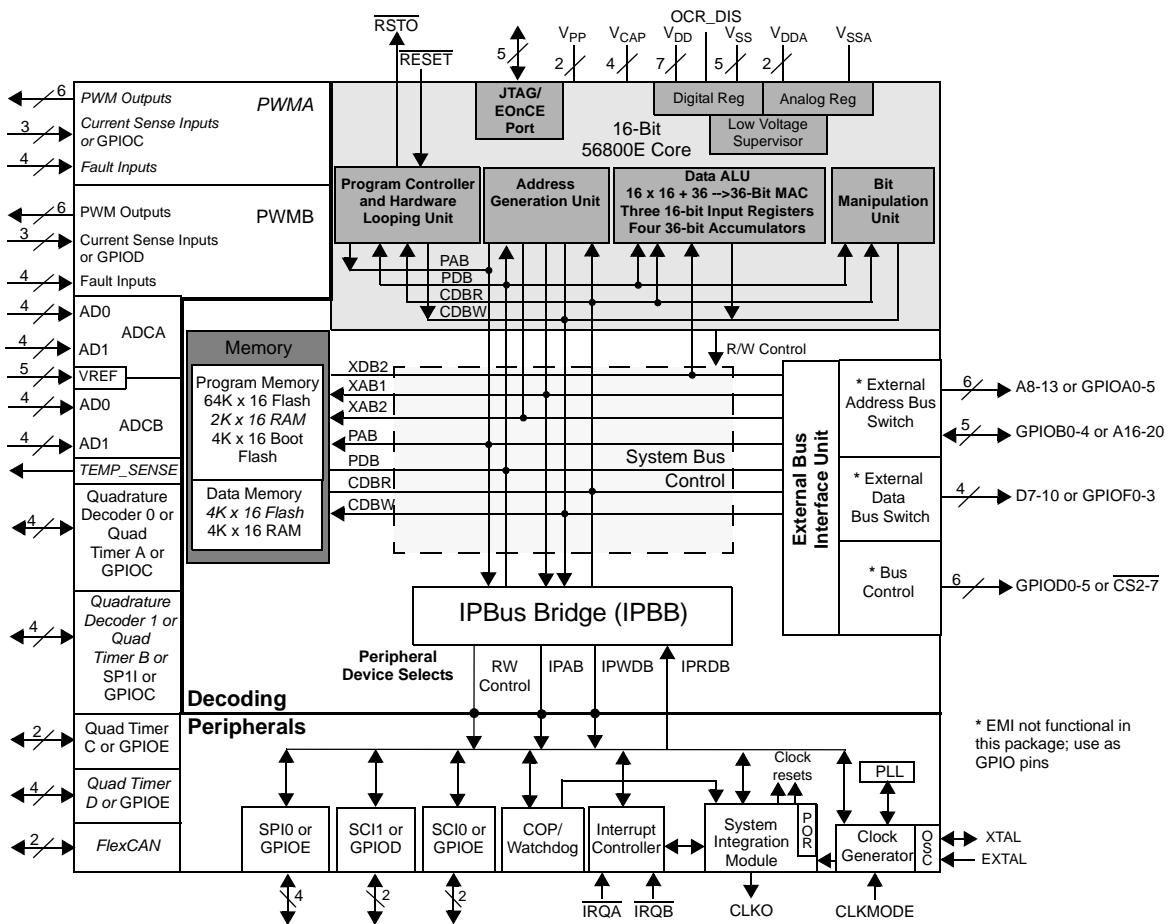 RSTO
RESET
5
VPP
2
VCAP
4
VDD
7
OCR_DIS
VSS
5
VDDA
2
VSSA
6
PWM Outputs
PWMA
3
Current Sense Inputs
or GPIOC
4
Fault Inputs
6
PWM Outputs
PWMB
3
Current Sense Inputs
or GPIOD
4
Fault Inputs
4
AD0
ADCA
4
AD1
5
VREF
4
AD0
ADCB
4
AD1
TEMP_SENSE
4
Quadrature
Decoder 0 or
Quad
Timer A or
GPIOC
4
Quadrature
Decoder 1 or
Quad
Timer B or
SP1I or
GPIOC
2
Quad Timer
C or GPIOE
4
Quad Timer
D or GPIOE
2
FlexCAN
JTAG/
EOnCE
Port
Digital Reg
Analog Reg
Low Voltage
Supervisor
16-Bit
56800E Core
Program Controller
and Hardware
Looping Unit
Address
Generation Unit
Data ALU
16 x 16 + 36 -->36-Bit MAC
Three 16-bit Input Registers
Four 36-bit Accumulators
Bit
Manipulation
Unit
PAB
PDB
CDBR
CDBW
R/W Control
Memory
Program Memory
64K x 16 Flash
2K x 16 RAM
4K x 16 Boot
Flash
Data Memory
4K x 16 Flash
4K x 16 RAM
XDB2
XAB1
XAB2
PAB
PDB
CDBR
CDBW
System Bus
Control
External Bus
Interface Unit
* External
Address Bus
Switch
* External
Data
Bus Switch
* Bus
Control
6
A8-13 or GPIOA0-5
5
GPIOB0-4 or A16-20
4
D7-10 or GPIOF0-3
6
GPIOD0-5 or CS2-7
IPBus Bridge (IPBB)
Peripheral
Device Selects
RW
Control
IPAB
IPWDB
IPRDB
Decoding
Peripherals
* EMI not functional in
this package; use as
GPIO pins
Clock
resets
PLL
SPI0 or
GPIOE
SCI1 or
GPIOD
SCI0 or
GPIOE
COP/
Watchdog
Interrupt
Controller
System
Integration
Module
POR
Clock
Generator
OSC
XTAL
EXTAL
4
2
2
IRQA
IRQB
CLKO
CLKMODE